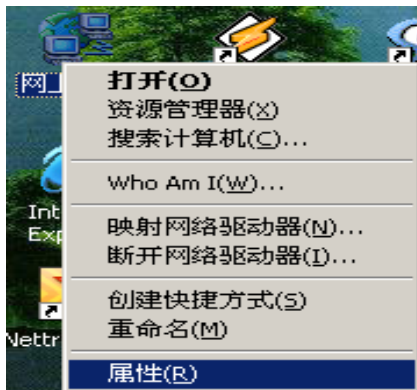 网
打开(O)
资源管理器(X)
搜索计算机(C)...
Who Am I(W)...
Int
Exp
映射网络驱动器(N)...
断开网络驱动器(I)...
创建快捷方式(S)
重命名(M)
Nettr
属性(R)